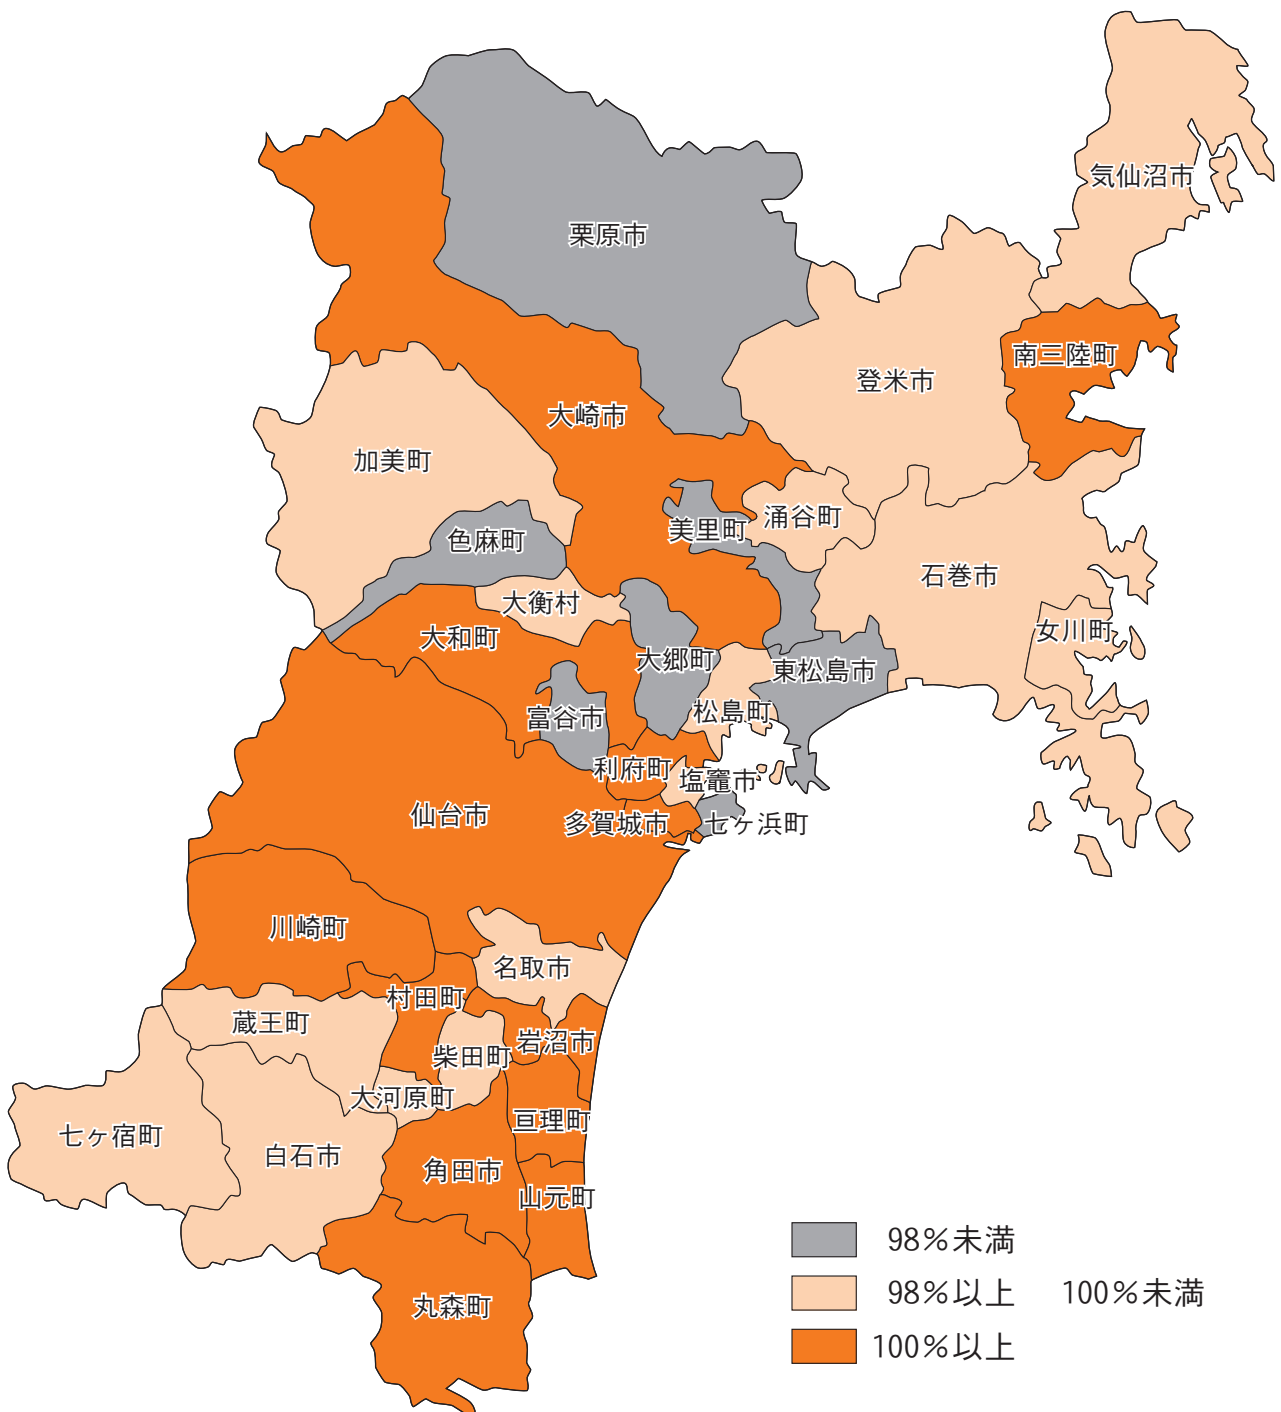 気仙沼市
栗原市
南三陸町
登米市
大崎市
加美町
涌谷町
美里町
色麻町
石巻市
大衡村
女川町
大和町
大郷町
東松島市
松島町
富谷市
利府町
塩竈市
仙台市
多賀城市
七ヶ浜町
川崎町
名取市
村田町
蔵王町
岩沼市
柴田町
大河原町
亘理町
七ヶ宿町
白石市
角田市
山元町
丸森町
98%未満
98%以上 100%未満
100%以上